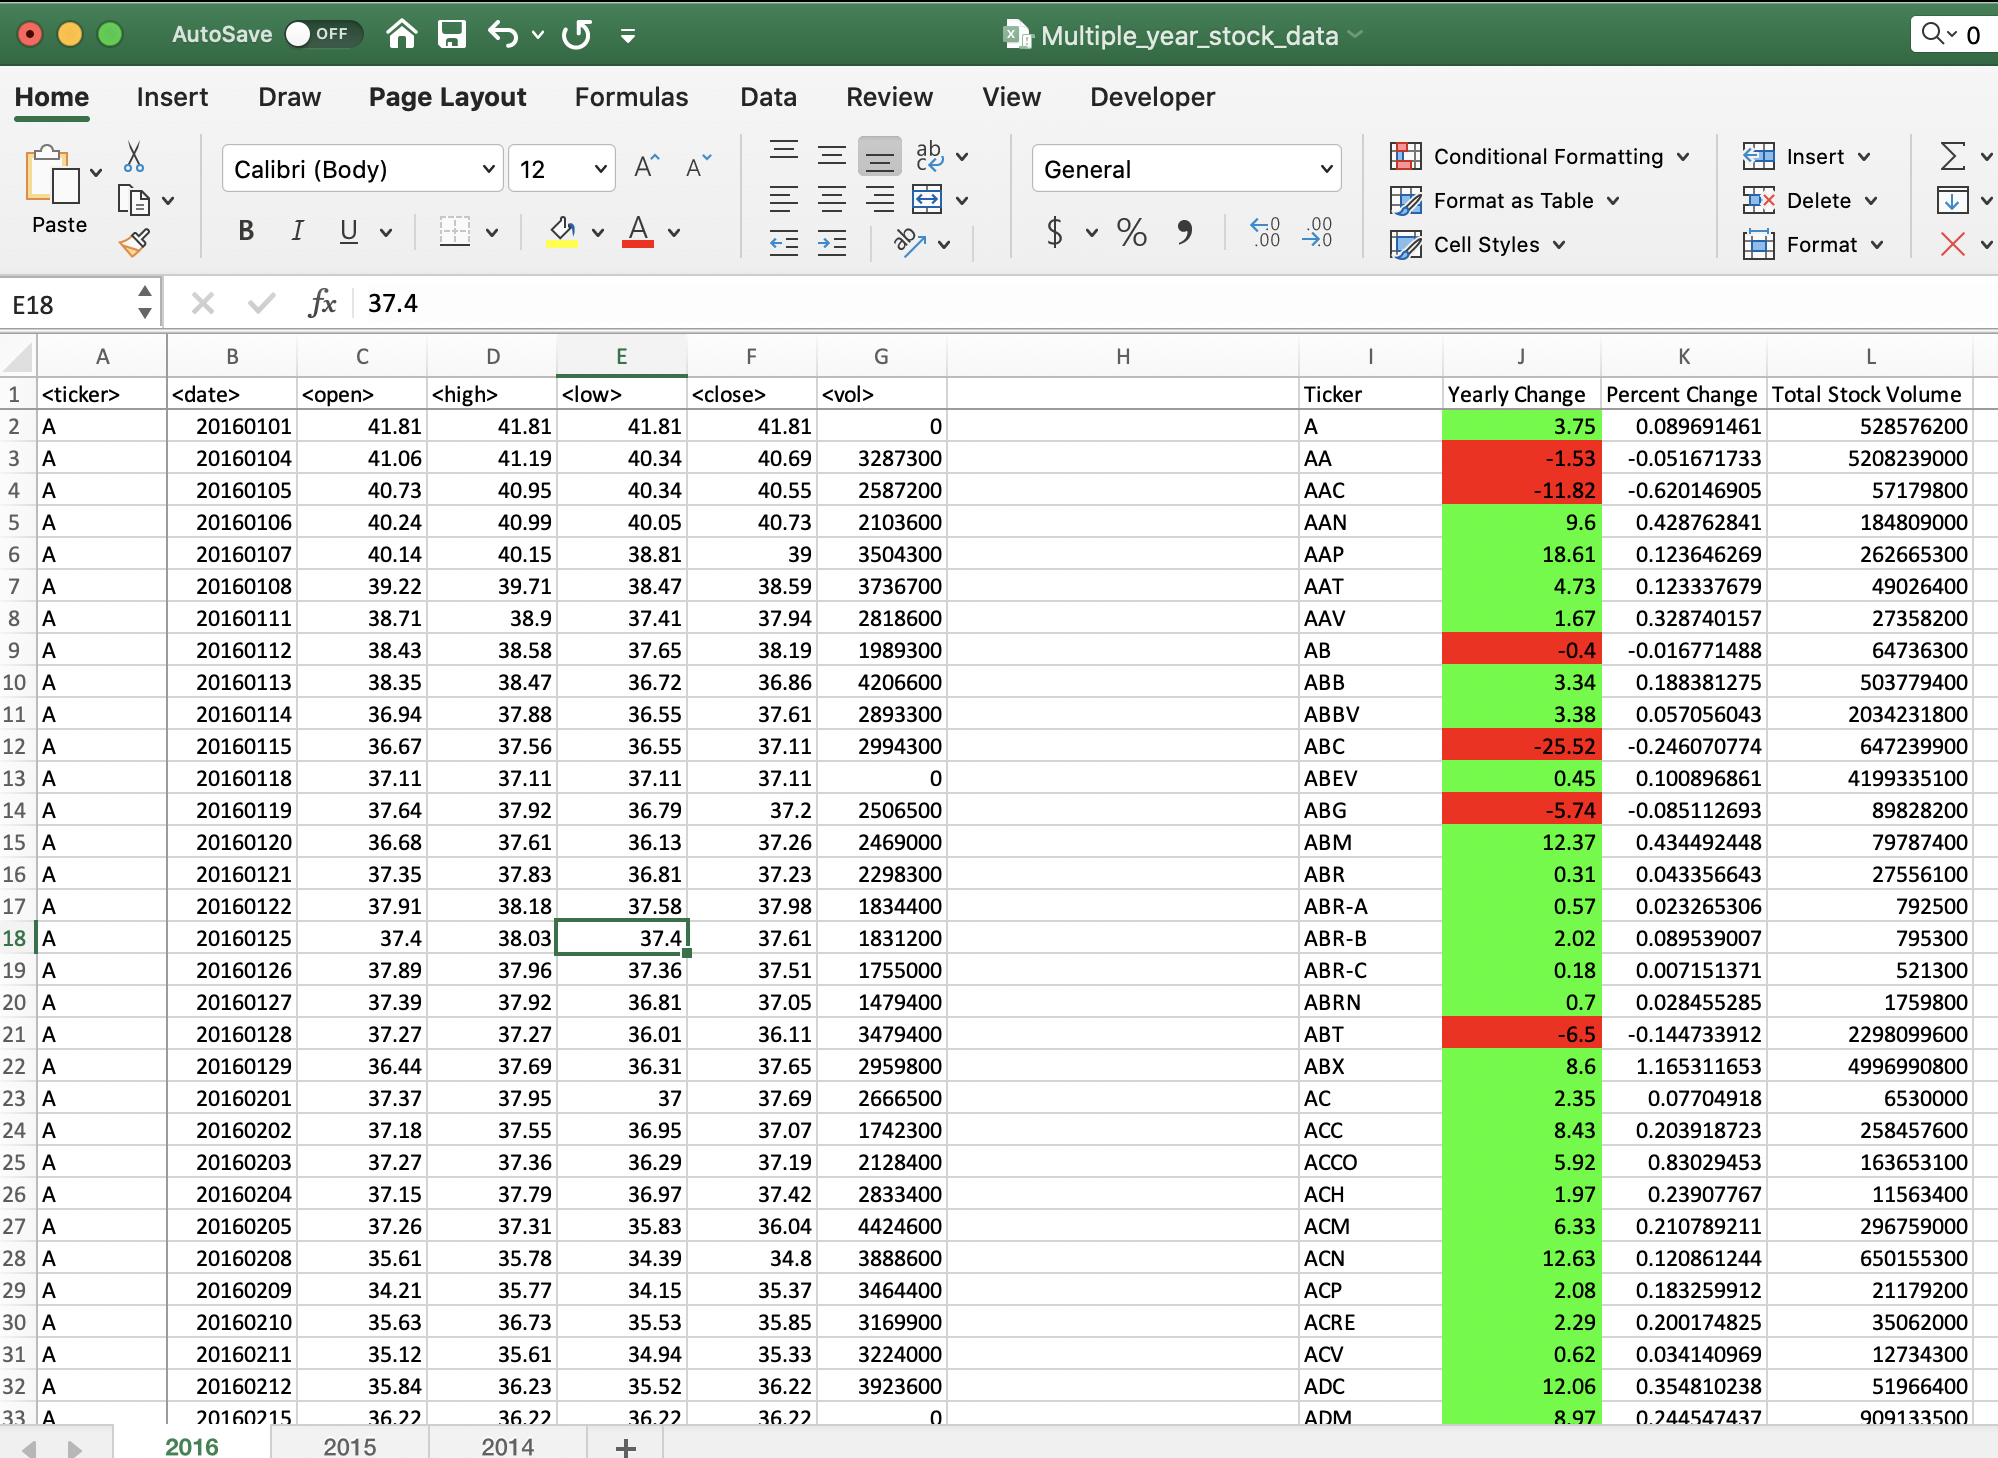 AutoSave OFF Multiple_year_stock_data 0
Home Insert Draw Page Layout Formulas Data Review View Developer
Paste Calibri (Body) 12 General Conditional Formatting Insert
Format as Table Delete
Cell Styles Format
E18 fx 37.4
A B C D E F G H I J K L
1 <ticker> <date> <open> <high> <low> <close> <vol> Ticker Yearly Change Percent Change Total Stock Volume
2 A 20160101 41.81 41.81 41.81 41.81 0 A 3.75 0.089691461 528576200
3 A 20160104 41.06 41.19 40.34 40.69 3287300 AA -1.53 -0.051671733 5208239000
4 A 20160105 40.73 40.95 40.34 40.55 2587200 AAC -11.82 -0.620146905 57179800
5 A 20160106 40.24 40.99 40.05 40.73 2103600 AAN 9.6 0.428762841 184809000
6 A 20160107 40.14 40.15 38.81 39 3504300 AAP 18.61 0.123646269 262665300
7 A 20160108 39.22 39.71 38.47 38.59 3736700 AAT 4.73 0.123337679 49026400
8 A 20160111 38.71 38.9 37.41 37.94 2818600 AAV 1.67 0.328740157 27358200
9 A 20160112 38.43 38.58 37.65 38.19 1989300 AB -0.4 -0.016771488 64736300
10 A 20160113 38.35 38.47 36.72 36.86 4206600 ABB 3.34 0.188381275 503779400
11 A 20160114 36.94 37.88 36.55 37.61 2893300 ABBV 3.38 0.057056043 2034231800
12 A 20160115 36.67 37.56 36.55 37.11 2994300 ABC -25.52 -0.246070774 647239900
13 A 20160118 37.11 37.11 37.11 37.11 0 ABEV 0.45 0.100896861 4199335100
14 A 20160119 37.64 37.92 36.79 37.2 2506500 ABG -5.74 -0.085112693 89828200
15 A 20160120 36.68 37.61 36.13 37.26 2469000 ABM 12.37 0.434492448 79787400
16 A 20160121 37.35 37.83 36.81 37.23 2298300 ABR 0.31 0.043356643 27556100
17 A 20160122 37.91 38.18 37.58 37.98 1834400 ABR-A 0.57 0.023265306 792500
18 A 20160125 37.4 38.03 37.4 37.61 1831200 ABR-B 2.02 0.089539007 795300
19 A 20160126 37.89 37.96 37.36 37.51 1755000 ABR-C 0.18 0.007151371 521300
20 A 20160127 37.39 37.92 36.81 37.05 1479400 ABRN 0.7 0.028455285 1759800
21 A 20160128 37.27 37.27 36.01 36.11 3479400 ABT -6.5 -0.144733912 2298099600
22 A 20160129 36.44 37.69 36.31 37.65 2959800 ABX 8.6 1.165311653 4996990800
23 A 20160201 37.37 37.95 37 37.69 2666500 AC 2.35 0.07704918 6530000
24 A 20160202 37.18 37.55 36.95 37.07 1742300 ACC 8.43 0.203918723 258457600
25 A 20160203 37.27 37.36 36.29 37.19 2128400 ACCO 5.92 0.83029453 163653100
26 A 20160204 37.15 37.79 36.97 37.42 2833400 ACH 1.97 0.23907767 11563400
27 A 20160205 37.26 37.31 35.83 36.04 4424600 ACM 6.33 0.210789211 296759000
28 A 20160208 35.61 35.78 34.39 34.8 3888600 ACN 12.63 0.120861244 650155300
29 A 20160209 34.21 35.77 34.15 35.37 3464400 ACP 2.08 0.183259912 21179200
30 A 20160210 35.63 36.73 35.53 35.85 3169900 ACRE 2.29 0.200174825 35062000
31 A 20160211 35.12 35.61 34.94 35.33 3224000 ACV 0.62 0.034140969 12734300
32 A 20160212 35.84 36.23 35.52 36.22 3923600 ADC 12.06 0.354810238 51966400
33 A 20160215 36.22 36.22 36.22 36.22 0 ADM 8.97 0.244547437 909133500
2016 2015 2014